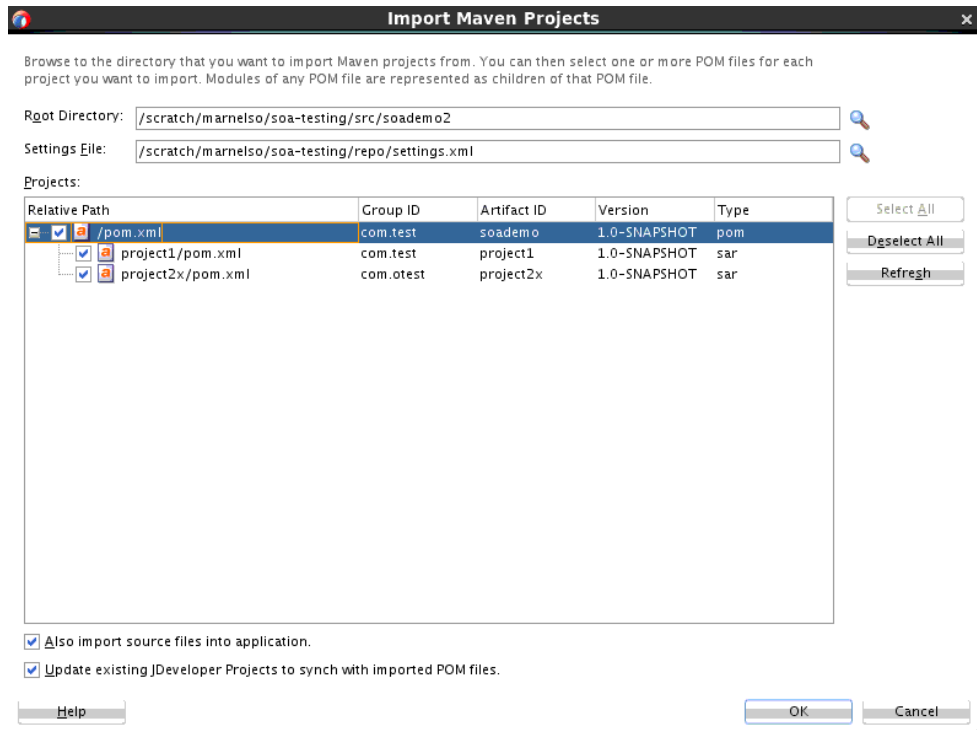 Import Maven Projects
Browse to the directory that you want to import Maven projects from. You can then select one or more POM files for each
project you want to import. Modules of any POM file are represented as children of that POM file.
Root Directory: /scratch/marnelso/soa-testing/src/soademo2
Settings File: /scratch/marnelso/soa-testing/repo/settings.xml
Projects:
Relative Path Group ID Artifact ID Version Type
/pom.xml com.test soademo 1.0-SNAPSHOT pom
project1/pom.xml com.test project1 1.0-SNAPSHOT sar
project2x/pom.xml com.otest project2x 1.0-SNAPSHOT sar
Select All
Deselect All
Refresh
Also import source files into application.
Update existing JDeveloper Projects to synch with imported POM files.
Help OK Cancel